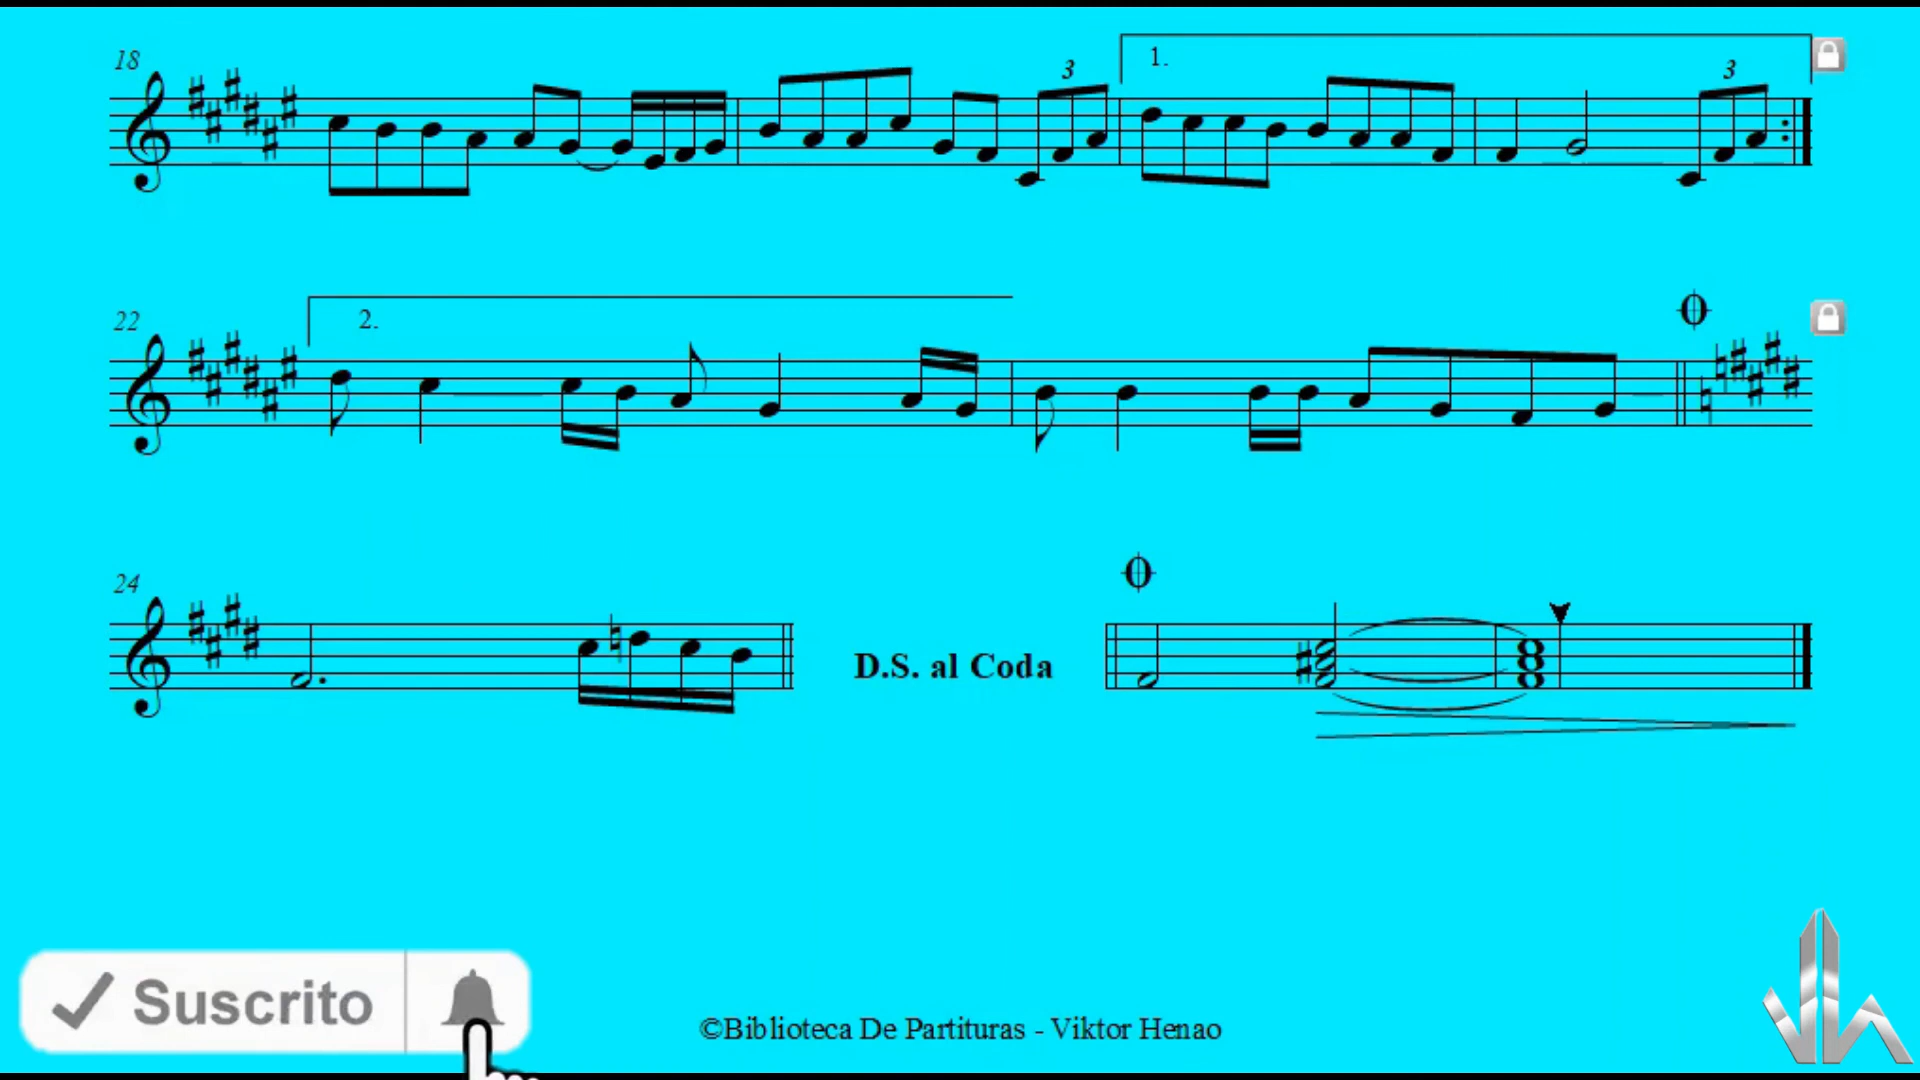 18
3
1.
3
22
2.
24
D.S. al Coda
Suscrito
©Biblioteca De Partituras - Viktor Henao